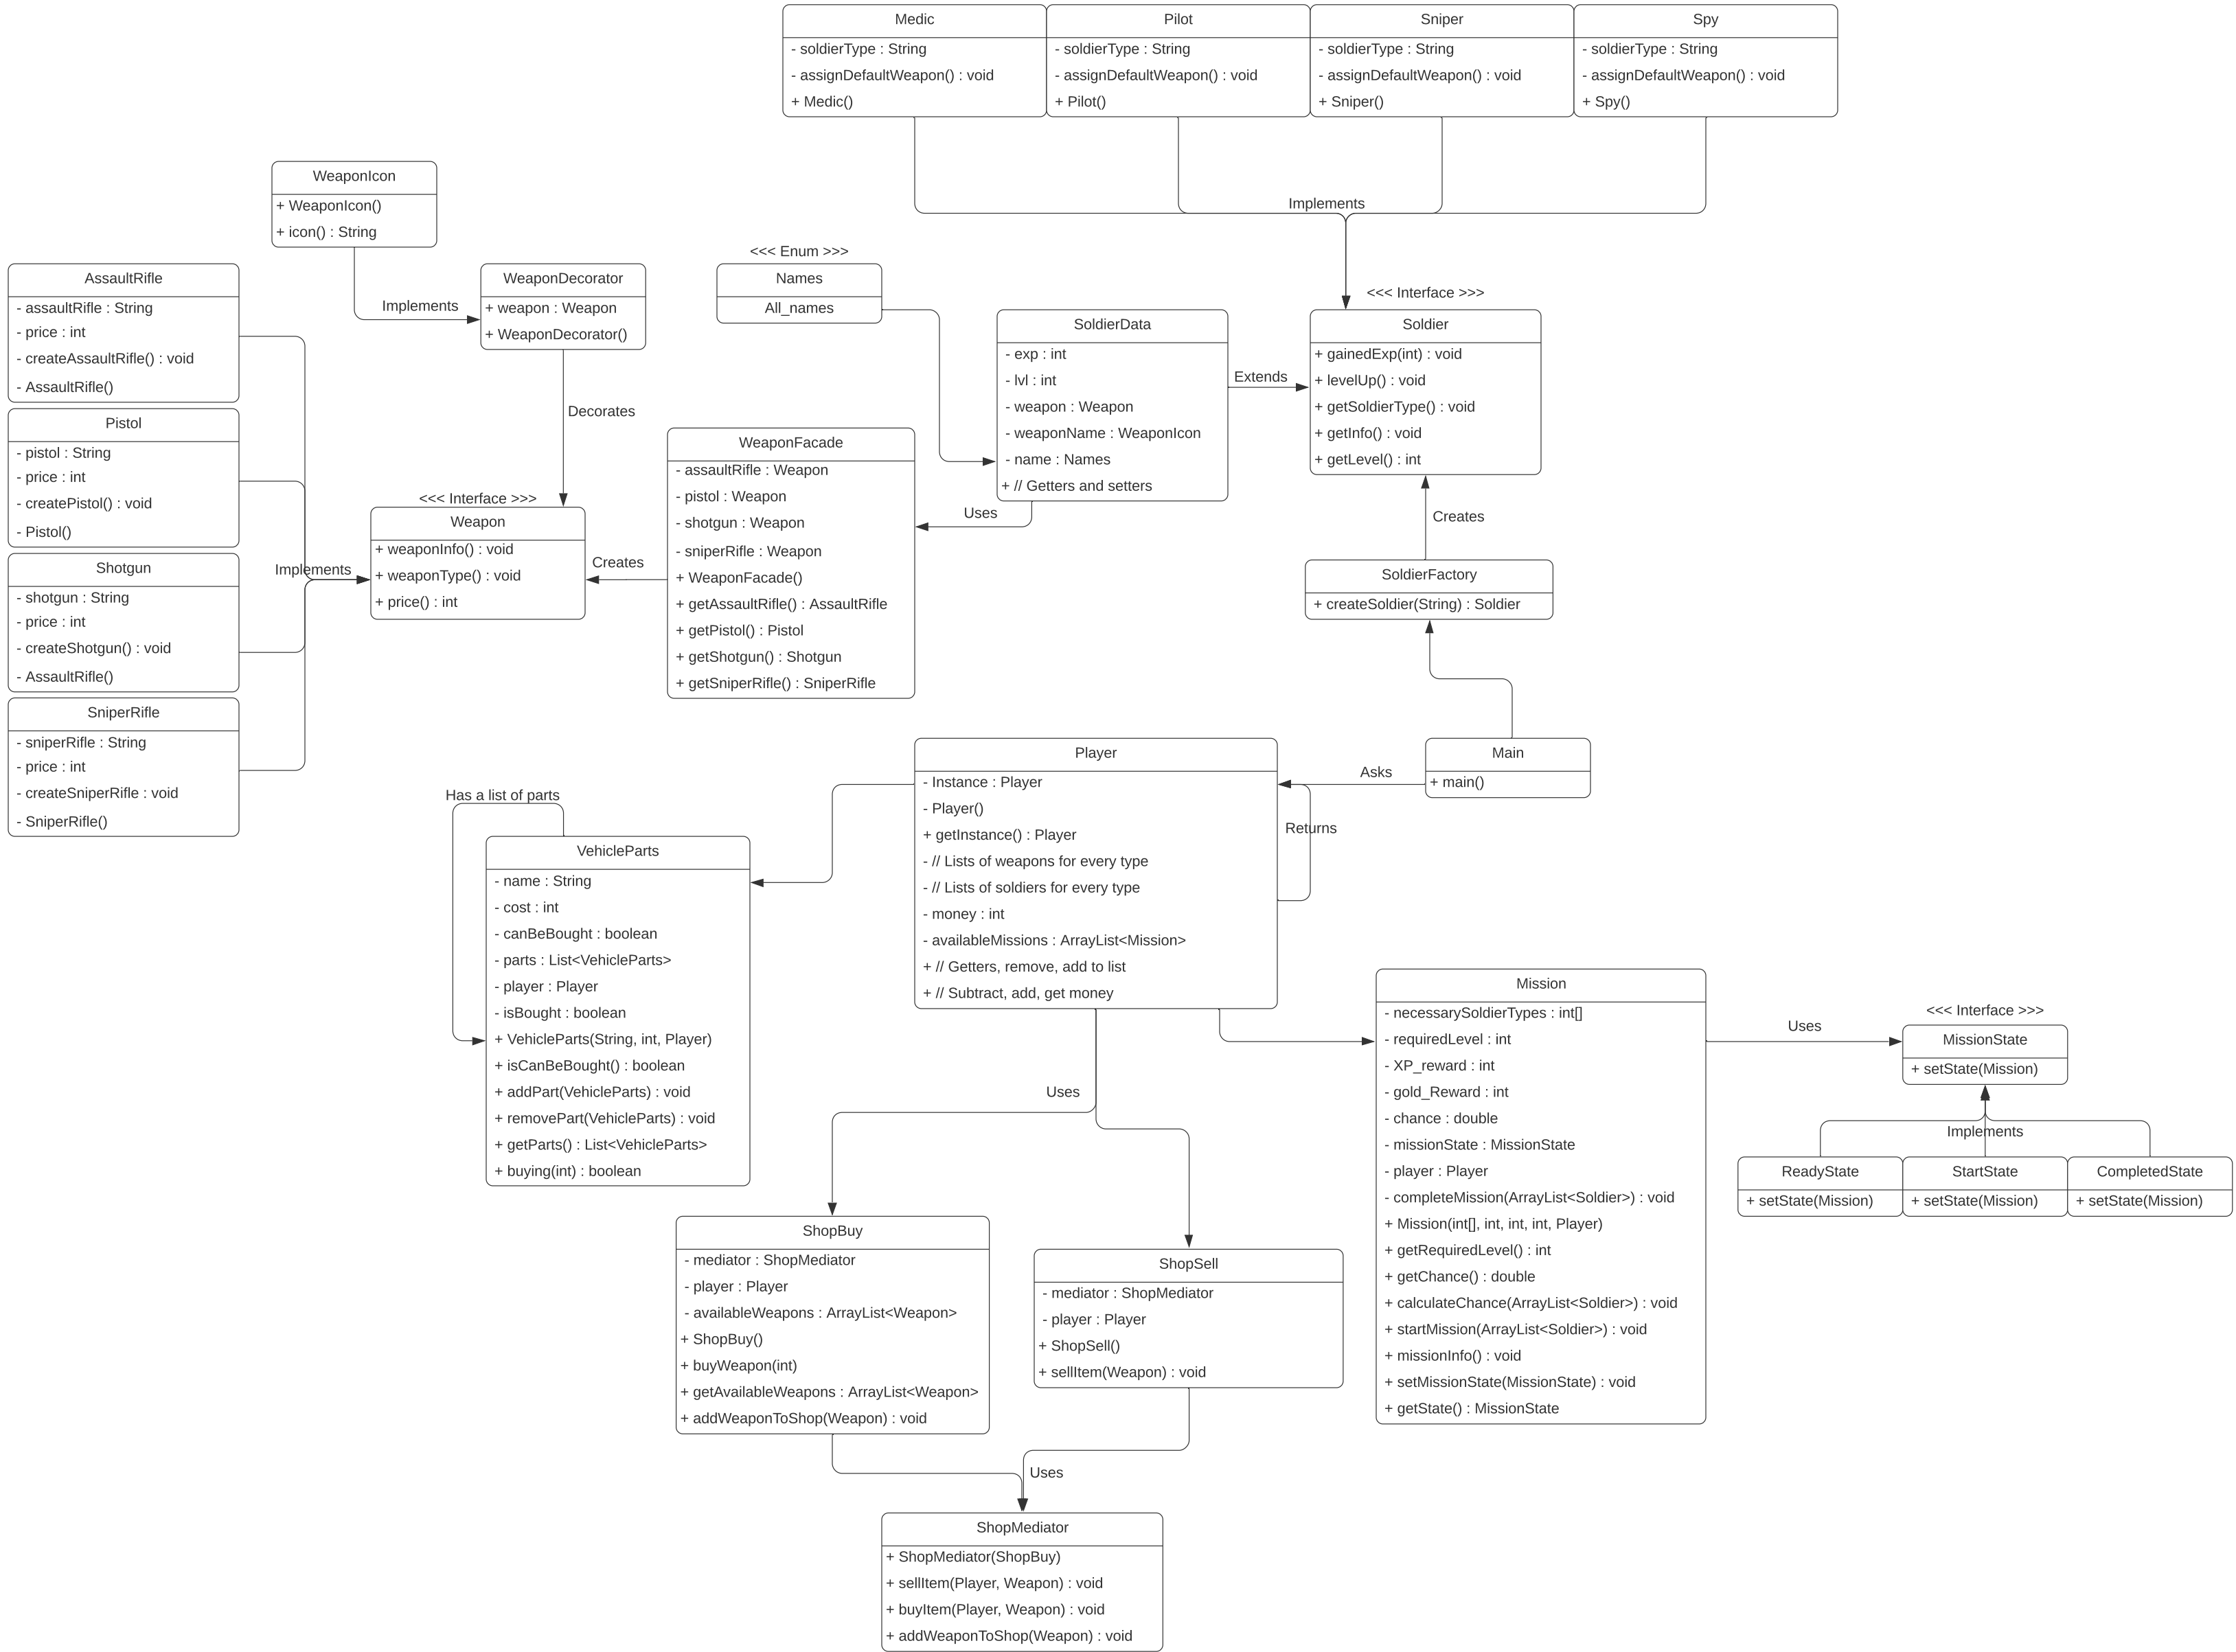 Medic
- soldierType : String
- assignDefaultWeapon() : void
+ Medic()
Pilot
- soldierType : String
- assignDefaultWeapon() : void
+ Pilot()
Sniper
- soldierType : String
- assignDefaultWeapon() : void
+ Sniper()
Spy
- soldierType : String
- assignDefaultWeapon() : void
+ Spy()
Implements
WeaponIcon
+ WeaponIcon()
+ icon() : String
Implements
WeaponDecorator
+ weapon : Weapon
+ WeaponDecorator()
Decorates
<<< Enum >>>
Names
All_names
SoldierData
- exp : int
- lvl : int
- weapon : Weapon
- weaponName : WeaponIcon
- name : Names
+ // Getters and setters
Extends
<<< Interface >>>
Soldier
+ gainedExp(int) : void
+ levelUp() : void
+ getSoldierType() : void
+ getInfo() : void
+ getLevel() : int
AssaultRifle
- assaultRifle : String
- price : int
- createAssaultRifle() : void
- AssaultRifle()
Pistol
- pistol : String
- price : int
- createPistol() : void
- Pistol()
Shotgun
- shotgun : String
- price : int
- createShotgun() : void
- AssaultRifle()
SniperRifle
- sniperRifle : String
- price : int
- createSniperRifle : void
- SniperRifle()
Implements
<<< Interface >>>
Weapon
+ weaponInfo() : void
+ weaponType() : void
+ price() : int
Creates
WeaponFacade
- assaultRifle : Weapon
- pistol : Weapon
- shotgun : Weapon
- sniperRifle : Weapon
+ WeaponFacade()
+ getAssaultRifle() : AssaultRifle
+ getPistol() : Pistol
+ getShotgun() : Shotgun
+ getSniperRifle() : SniperRifle
Uses
Creates
SoldierFactory
+ createSoldier(String) : Soldier
Main
+ main()
Asks
Returns
Player
- Instance : Player
- Player()
+ getInstance() : Player
- // Lists of weapons for every type
- // Lists of soldiers for every type
- money : int
- availableMissions : ArrayList<Mission>
+ // Getters, remove, add to list
+ // Subtract, add, get money
Has a list of parts
VehicleParts
- name : String
- cost : int
- canBeBought : boolean
- parts : List<VehicleParts>
- player : Player
- isBought : boolean
+ VehicleParts(String, int, Player)
+ isCanBeBought() : boolean
+ addPart(VehicleParts) : void
+ removePart(VehicleParts) : void
+ getParts() : List<VehicleParts>
+ buying(int) : boolean
Mission
- necessarySoldierTypes : int[]
- requiredLevel : int
- XP_reward : int
- gold_Reward : int
- chance : double
- missionState : MissionState
- player : Player
- completeMission(ArrayList<Soldier>) : void
+ Mission(int[], int, int, int, Player)
+ getRequiredLevel() : int
+ getChance() : double
+ calculateChance(ArrayList<Soldier>) : void
+ startMission(ArrayList<Soldier>) : void
+ missionInfo() : void
+ setMissionState(MissionState) : void
+ getState() : MissionState
Uses
<<< Interface >>>
MissionState
+ setState(Mission)
Implements
ReadyState
+ setState(Mission)
StartState
+ setState(Mission)
CompletedState
+ setState(Mission)
Uses
ShopBuy
- mediator : ShopMediator
- player : Player
- availableWeapons : ArrayList<Weapon>
+ ShopBuy()
+ buyWeapon(int)
+ getAvailableWeapons : ArrayList<Weapon>
+ addWeaponToShop(Weapon) : void
ShopSell
- mediator : ShopMediator
- player : Player
+ ShopSell()
+ sellItem(Weapon) : void
Uses
ShopMediator
+ ShopMediator(ShopBuy)
+ sellItem(Player, Weapon) : void
+ buyItem(Player, Weapon) : void
+ addWeaponToShop(Weapon) : void